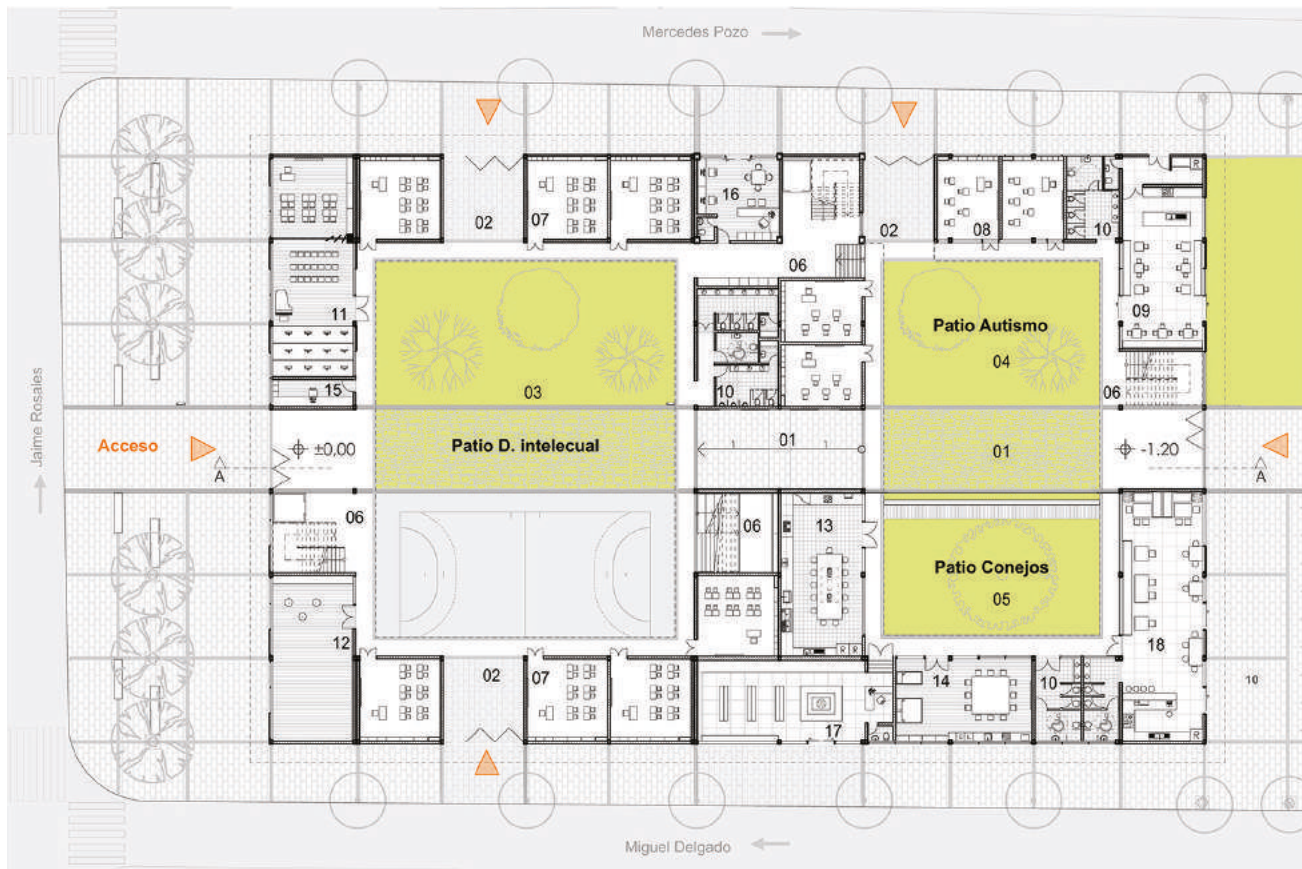 Mercedes Pozo
16
02
07
02
08
10
06
11
09
Patio Autismo
04
03
15
10
06
Jaime Rosales
Acceso
±0,00
Patio D. intelecual
01
01
-1.20
A
A
06
06
13
Patio Conejos
05
12
02
07
14
10
18
10
17
R
R
R
R
R
Miguel Delgado